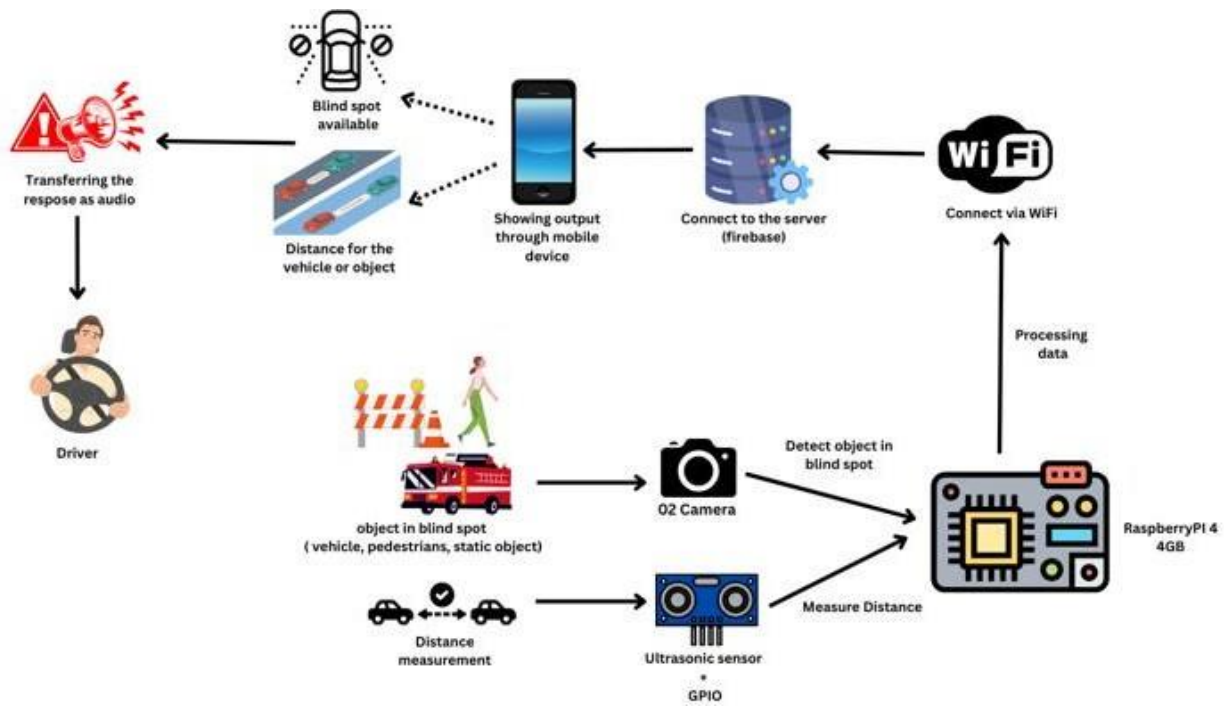 Blind spot
available
Transferring the
respose as audio
Distance for the
vehicle or object
Showing output
through mobile
device
Connect to the server
(firebase)
Wi Fi
Connect via WiFi
Processing
data
Driver
Detect object in
blind spot
02 Camera
object in blind spot
( vehicle, pedestrians, static object)
RaspberryPI 4
4GB
Measure Distance
Distance
measurement
Ultrasonic sensor
•
GPIO